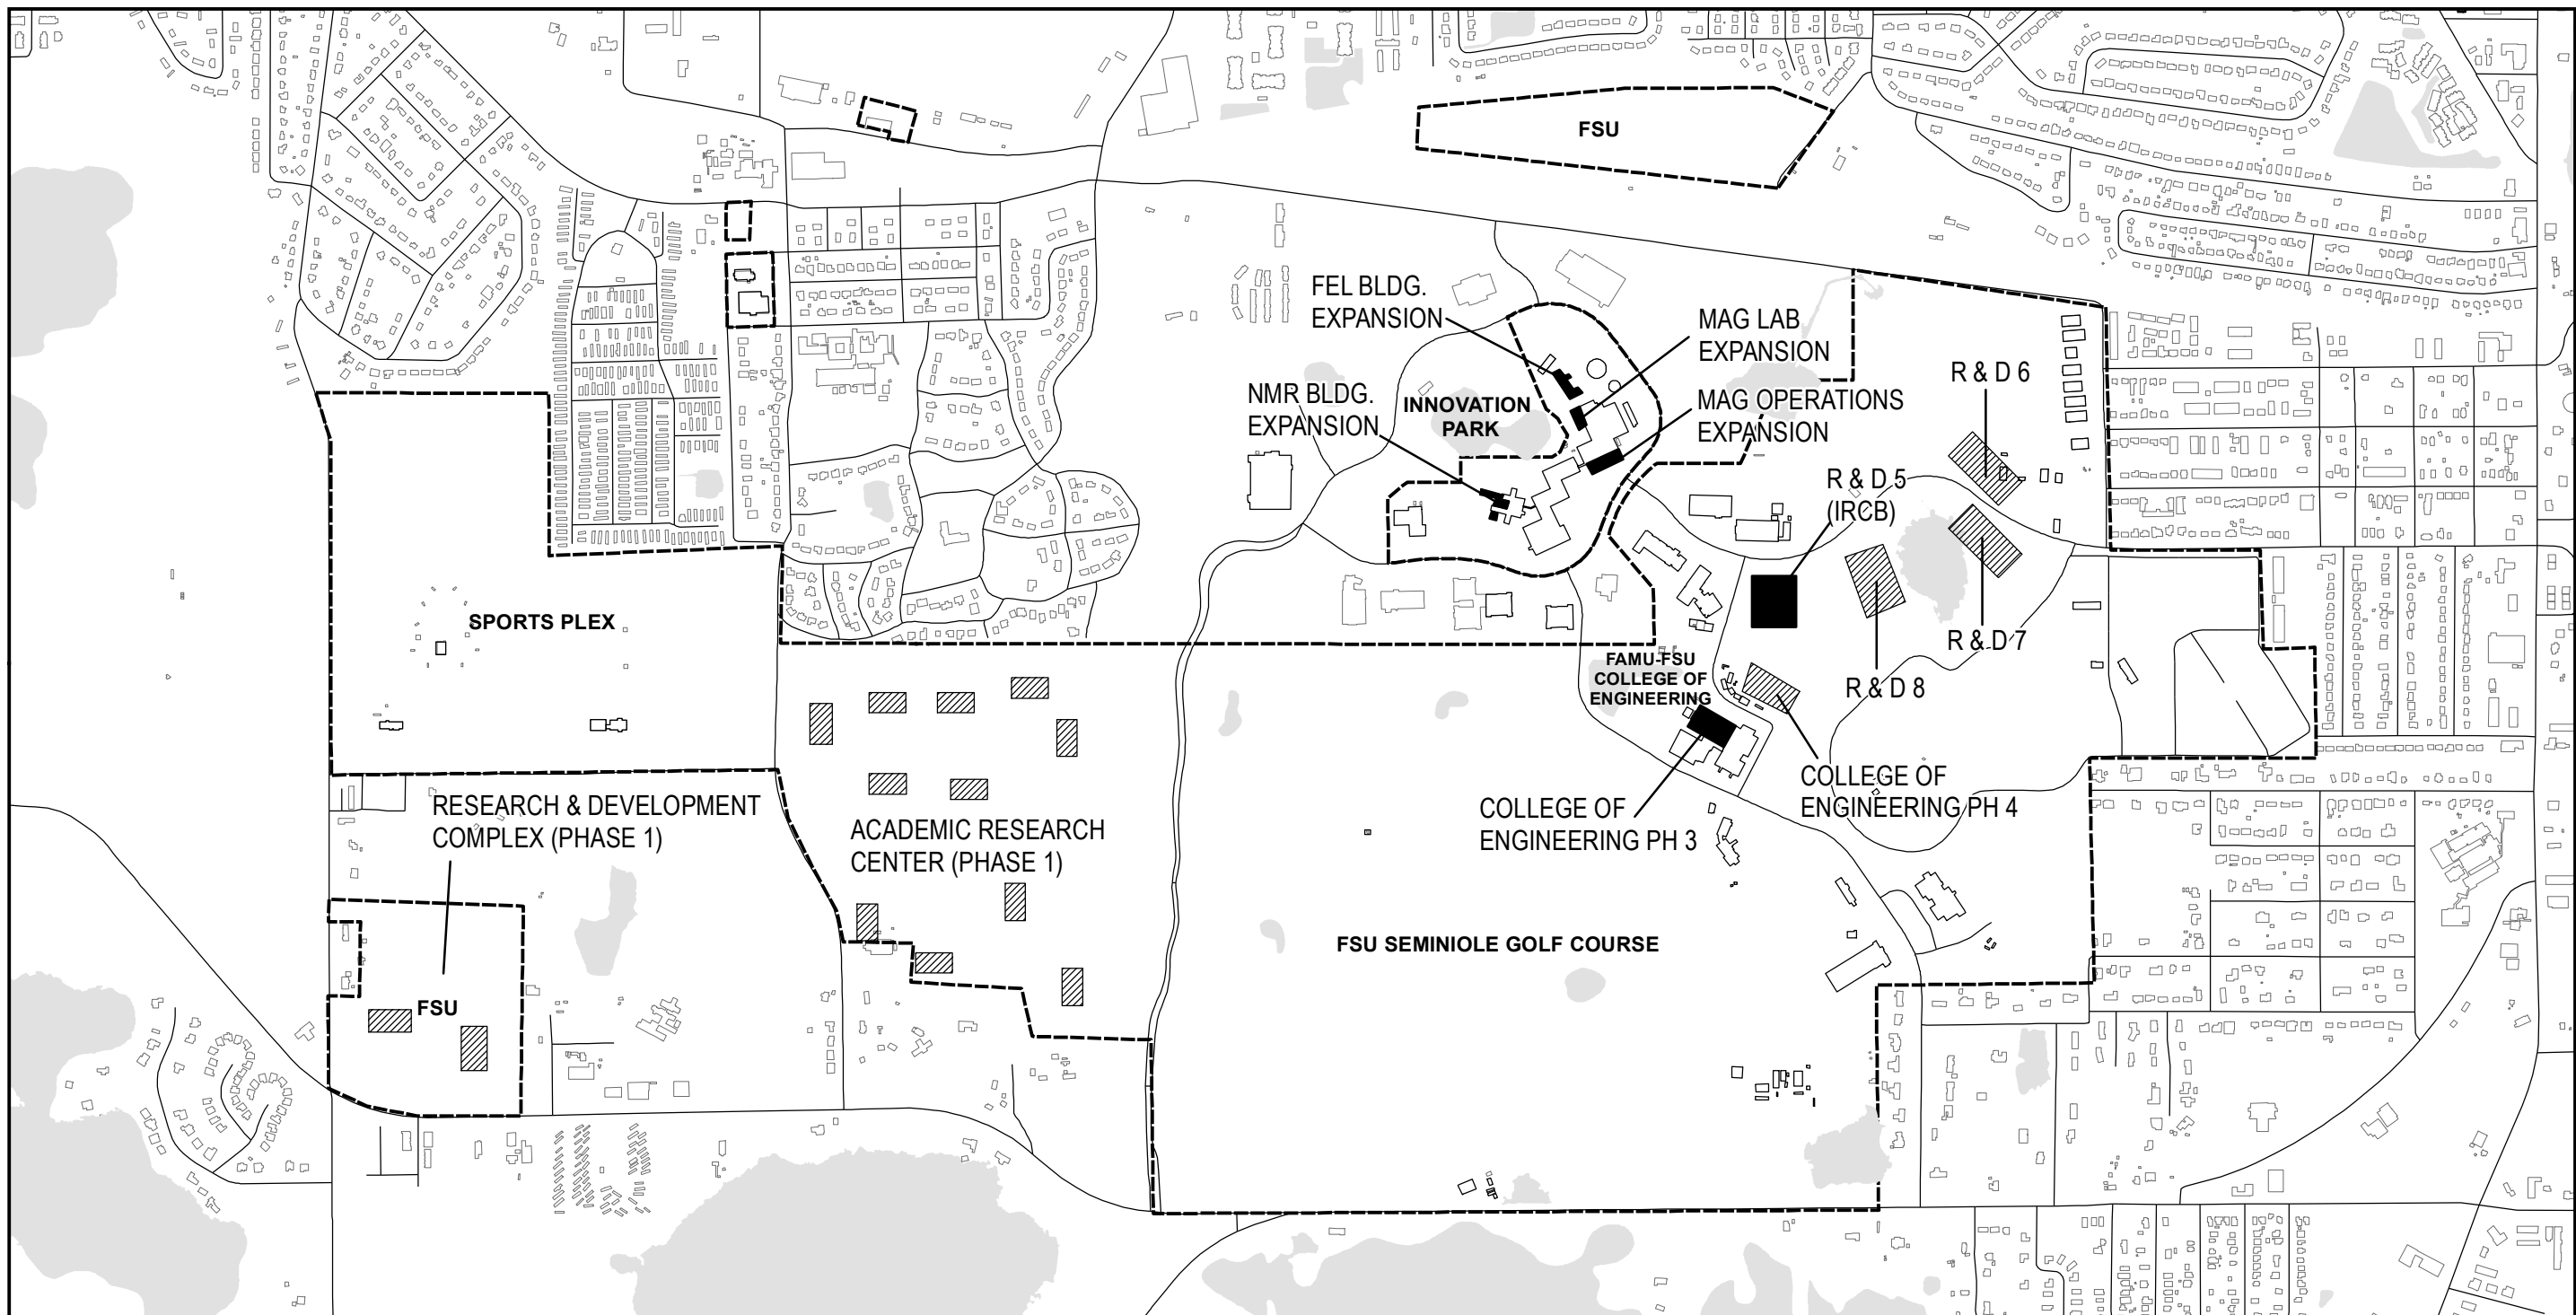 FSU
FEL BLDG.
EXPANSION
MAG LAB
EXPANSION
R & D 6
NMR BLDG.
EXPANSION
INNOVATION
PARK
MAG OPERATIONS
EXPANSION
R & D 5
(IRCB)
SPORTS PLEX
R & D 7
FAMU-FSU
COLLEGE OF
ENGINEERING
R & D 8
RESEARCH & DEVELOPMENT
COMPLEX (PHASE 1)
ACADEMIC RESEARCH
CENTER (PHASE 1)
COLLEGE OF
ENGINEERING PH 3
COLLEGE OF
ENGINEERING PH 4
FSU SEMINIOLE GOLF COURSE
FSU